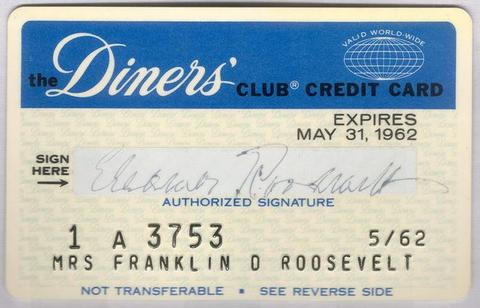 VALID WORLD-WIDE
the Diners' CLUB® CREDIT CARD
EXPIRES
MAY 31, 1962
SIGN
HERE →
Eleanor Roosevelt
AUTHORIZED SIGNATURE
1 A 3753 5/62
MRS FRANKLIN D ROOSEVELT
NOT TRANSFERABLE • SEE REVERSE SIDE